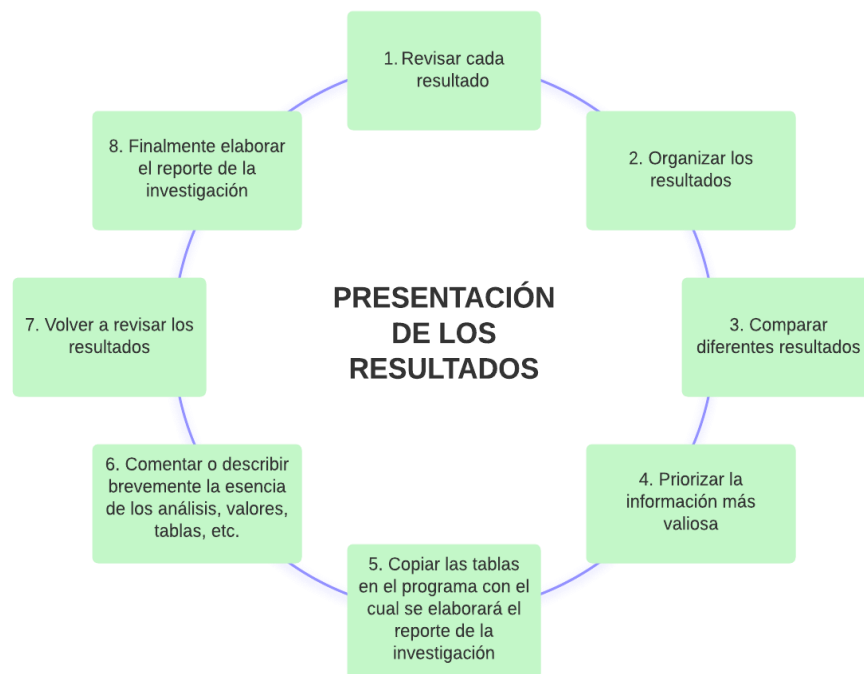 1. Revisar cada
resultado
2. Organizar los
resultados
3. Comparar
diferentes resultados
4. Priorizar la
información más
valiosa
5. Copiar las tablas
en el programa con el
cual se elaborará el
reporte de la
investigación
6. Comentar o describir
brevemente la esencia
de los análisis, valores,
tablas, etc.
7. Volver a revisar los
resultados
8. Finalmente elaborar
el reporte de la
investigación
PRESENTACIÓN
DE LOS
RESULTADOS